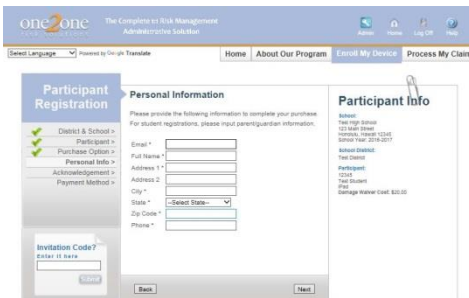 one2one
RISK SOLUTIONS
The Complete IT Risk Management
Administrative Solution
Admin
Home
Log Off
Help
Select Language
Powered by Google Translate
Home
About Our Program
Enroll My Device
Process My Claim
Participant
Registration
District & School >
Participant >
Purchase Option >
Personal Info >
Acknowledgement >
Payment Method >
Invitation Code?
Enter it here
Submit
Personal Information
Please provide the following information to complete your purchase.
For student registrations, please input parent/guardian information.
Email *
Full Name *
Address 1 *
Address 2
City *
State * --Select State--
Zip Code *
Phone *
Back
Next
Participant Info
School:
Test High School
123 Main Street
Honolulu, Hawaii 12345
School Year: 2016-2017
School District:
Test District
Participant:
12345
Test Student
iPad
Damage Waiver Cost: $20.00